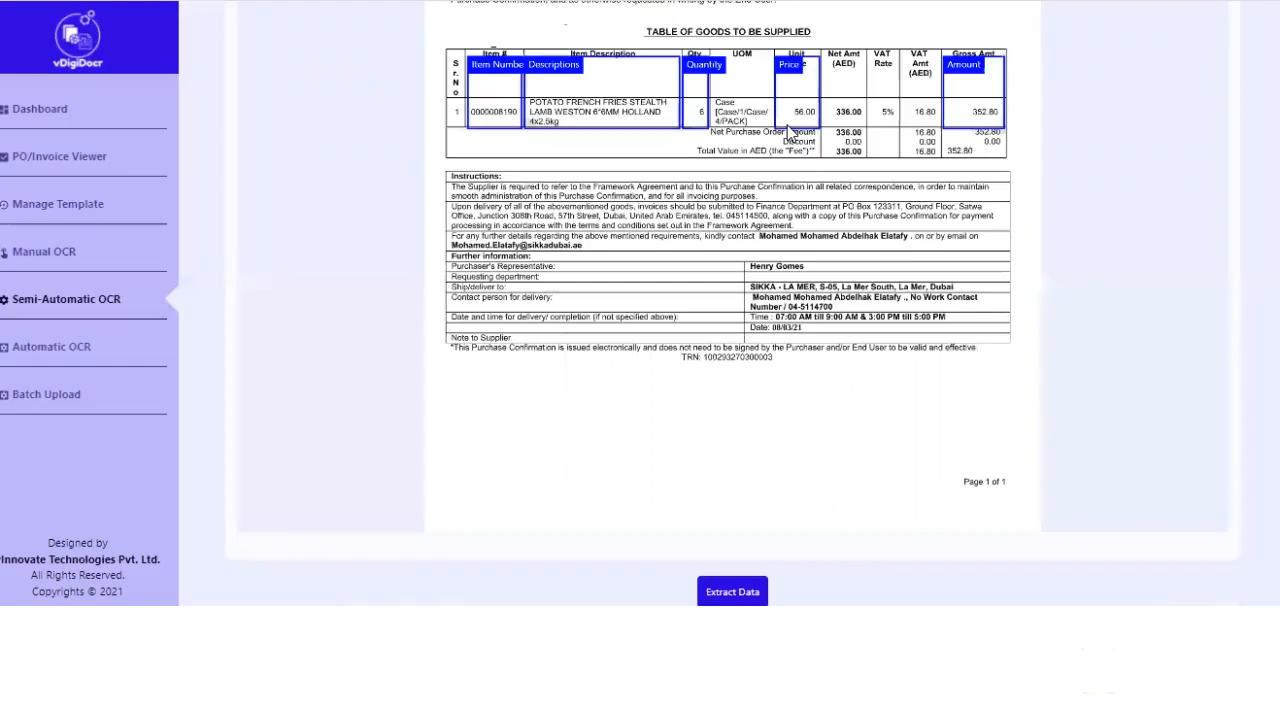 vDigiDocr
Dashboard
PO/Invoice Viewer
Manage Template
Manual OCR
Semi-Automatic OCR
Automatic OCR
Batch Upload
Designed by
Innovate Technologies Pvt. Ltd.
All Rights Reserved.
Copyrights © 2021
TABLE OF GOODS TO BE SUPPLIED
S r. N o Item # Item Description Qty UOM Unit Net Amt (AED) VAT Rate VAT Amt (AED) Gross Amt
Item Numbe Descriptions Quantity Price Amount
1 0000008190 POTATO FRENCH FRIES STEALTH LAMB WESTON 6*6MM HOLLAND 4x2.5kg 6 Case [Case/1/Case/ 4/PACK] 56.00 336.00 5% 16.80 352.80
Net Purchase Order 336.00 16.80 352.80
0.00 0.00 0.00
Total Value in AED (the "Fee")** 336.00 16.80 352.80
Instructions:
The Supplier is required to refer to the Framework Agreement and to this Purchase Confirmation in all related correspondence, in order to maintain
smooth administration of this Purchase Confirmation, and for all invoicing purposes.
Upon delivery of all of the abovementioned goods, invoices should be submitted to Finance Department at PO Box 123311, Ground Floor, Satwa
Office, Junction 308th Road, 57th Street, Dubai, United Arab Emirates, tel. 045114500, along with a copy of this Purchase Confirmation for payment
processing in accordance with the terms and conditions set out in the Framework Agreement.
For any further details regarding the above mentioned requirements, kindly contact Mohamed Mohamed Abdelhak Elatafy . on or by email on
Mohamed.Elatafy@sikkadubai.ae
Further information:
Purchaser's Representative: Henry Gomes
Requesting department:
Ship/deliver to: SIKKA - LA MER, S-05, La Mer South, La Mer, Dubai
Contact person for delivery: Mohamed Mohamed Abdelhak Elatafy ., No Work Contact
Number / 04-5114700
Date and time for delivery/ completion (if not specified above): Time : 07:00 AM till 9:00 AM & 3:00 PM till 5:00 PM
Date: 08/03/21
Note to Supplier
*This Purchase Confirmation is issued electronically and does not need to be signed by the Purchaser and/or End User to be valid and effective.
TRN: 100293270300003
Page 1 of 1
Extract Data